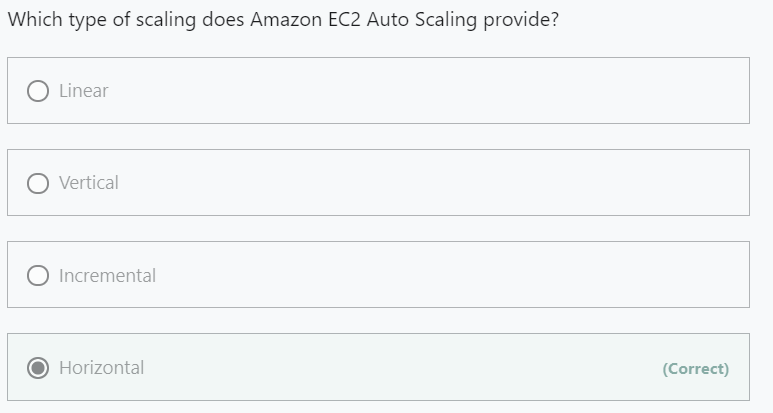 Which type of scaling does Amazon EC2 Auto Scaling provide?
Linear
Vertical
Incremental
Horizontal (Correct)